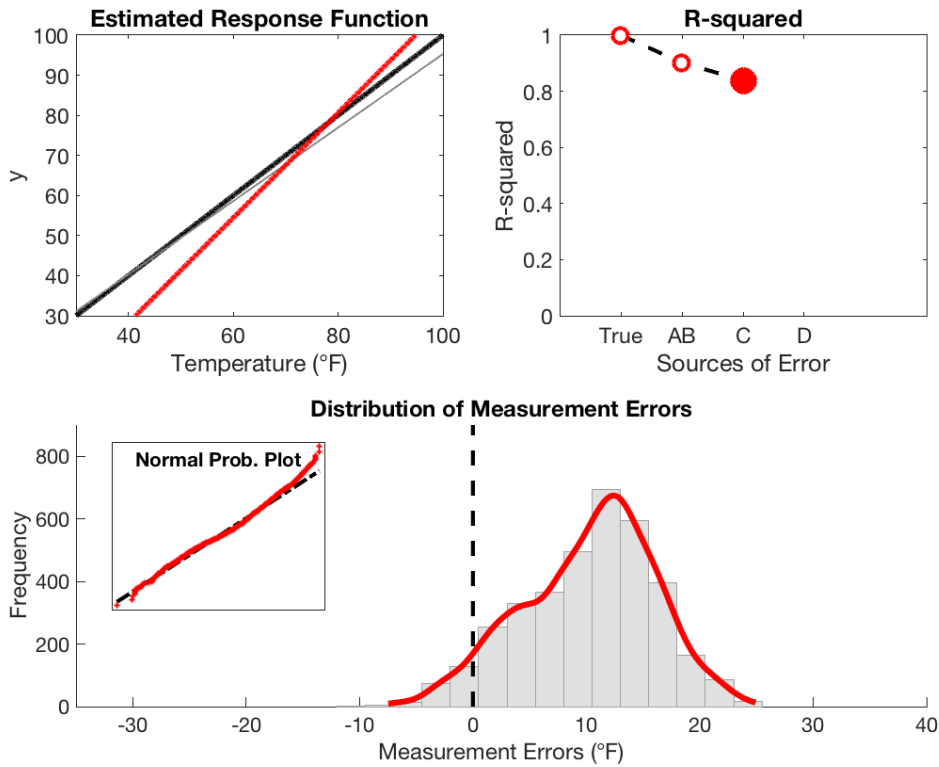 Estimated Response Function
100
90
80
70
60
50
40
30
y
40 60 80 100
Temperature (°F)
R-squared
1
0.8
0.6
0.4
0.2
0
R-squared
True AB C D
Sources of Error
Distribution of Measurement Errors
800
600
400
200
0
Frequency
Normal Prob. Plot
-30 -20 -10 0 10 20 30 40
Measurement Errors (°F)